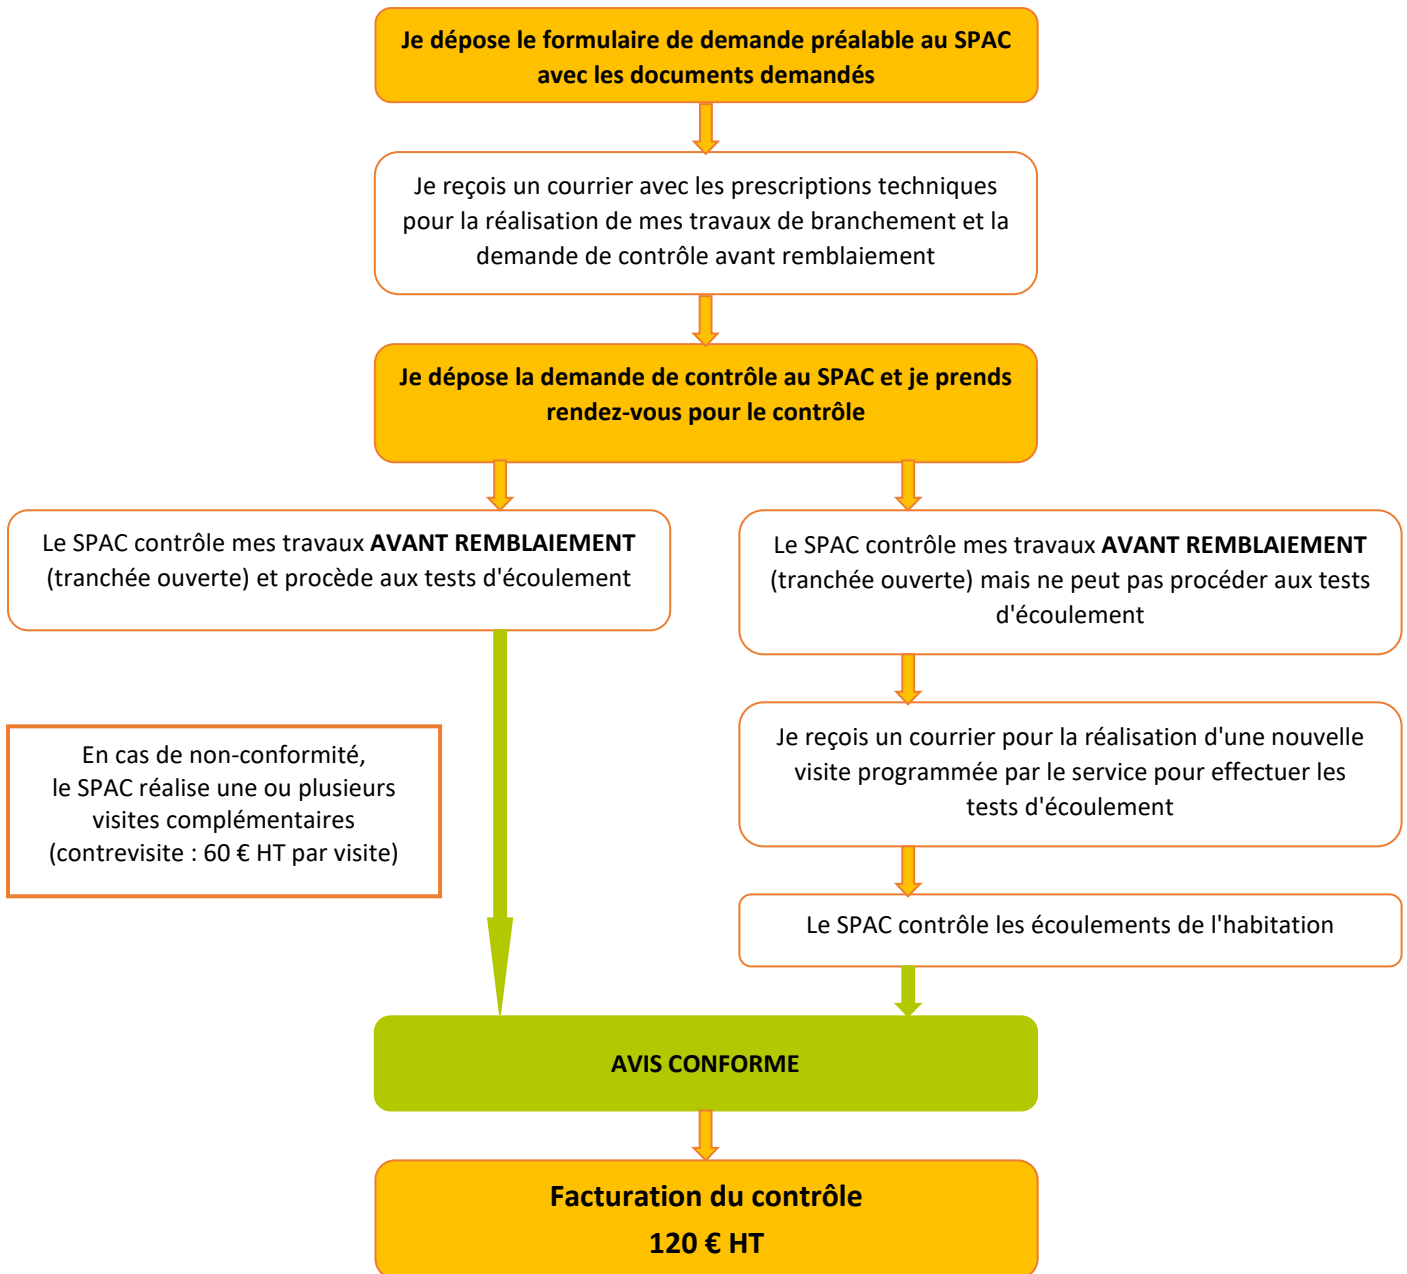 Je dépose le formulaire de demande préalable au SPAC
avec les documents demandés
Je reçois un courrier avec les prescriptions techniques
pour la réalisation de mes travaux de branchement et la
demande de contrôle avant remblaiement
Je dépose la demande de contrôle au SPAC et je prends
rendez-vous pour le contrôle
Le SPAC contrôle mes travaux AVANT REMBLAIEMENT
(tranchée ouverte) et procède aux tests d'écoulement
Le SPAC contrôle mes travaux AVANT REMBLAIEMENT
(tranchée ouverte) mais ne peut pas procéder aux tests
d'écoulement
En cas de non-conformité,
le SPAC réalise une ou plusieurs
visites complémentaires
(contrevisite : 60 € HT par visite)
Je reçois un courrier pour la réalisation d'une nouvelle
visite programmée par le service pour effectuer les
tests d'écoulement
Le SPAC contrôle les écoulements de l'habitation
AVIS CONFORME
Facturation du contrôle
120 € HT